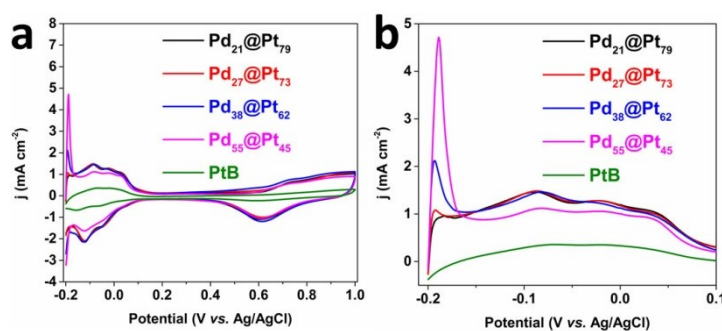 a
8
7
6
5
4
3
2
1
0
-1
-2
-3
-4
j (mA cm⁻²)
Pd₂₁@Pt₇₉
Pd₂₇@Pt₇₃
Pd₃₈@Pt₆₂
Pd₅₅@Pt₄₅
PtB
-0.2 0.0 0.2 0.4 0.6 0.8 1.0
Potential (V vs. Ag/AgCl)
b
5
4
3
2
1
0
j (mA cm⁻²)
Pd₂₁@Pt₇₉
Pd₂₇@Pt₇₃
Pd₃₈@Pt₆₂
Pd₅₅@Pt₄₅
PtB
-0.2 -0.1 0.0 0.1
Potential (V vs. Ag/AgCl)